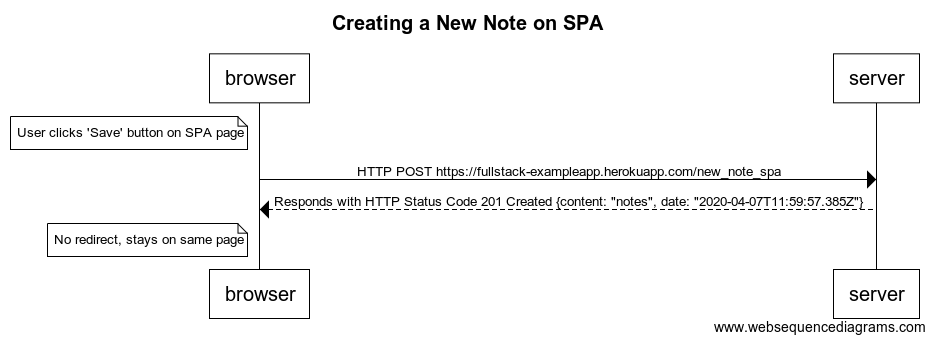 Creating a New Note on SPA
browser
server
User clicks 'Save' button on SPA page
HTTP POST https://fullstack-exampleapp.herokuapp.com/new_note_spa
Responds with HTTP Status Code 201 Created {content: "notes", date: "2020-04-07T11:59:57.385Z"}
No redirect, stays on same page
browser
server
www.websequencediagrams.com